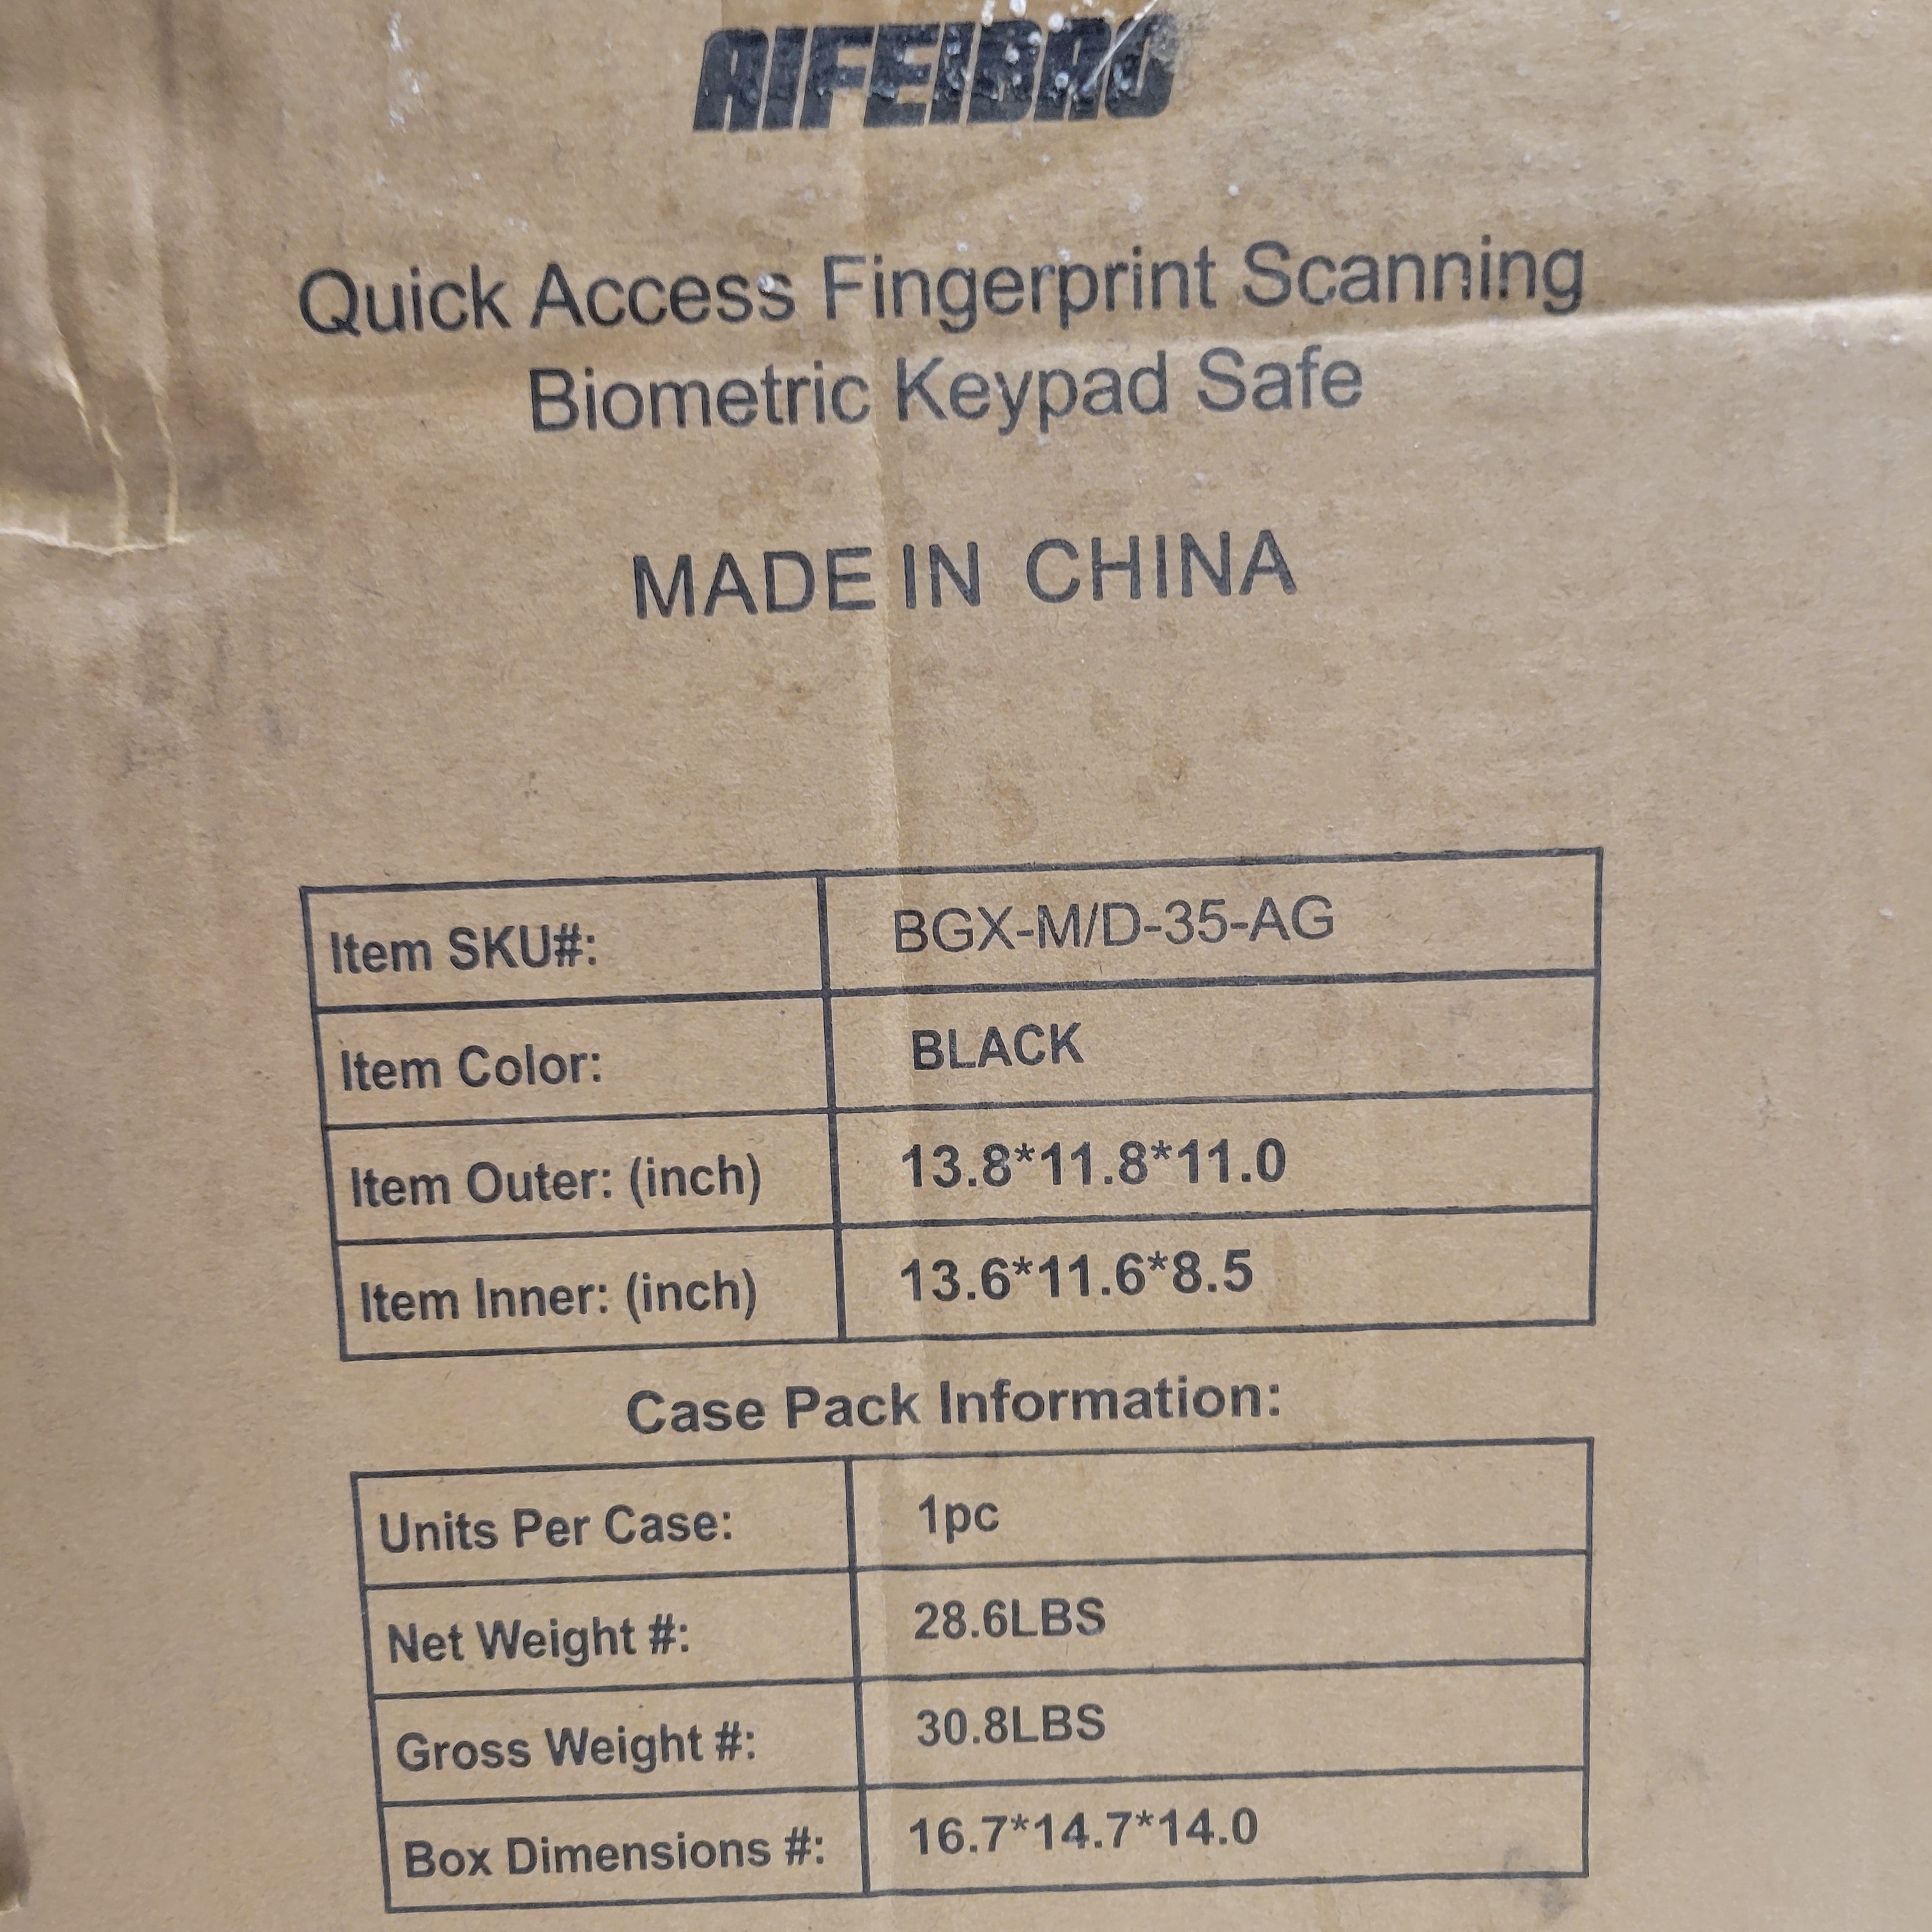 AIFEIBAO
Quick Access Fingerprint Scanning
Biometric Keypad Safe
MADE IN CHINA
Item SKU#: BGX-M/D-35-AG
Item Color: BLACK
Item Outer: (inch) 13.8*11.8*11.0
Item Inner: (inch) 13.6*11.6*8.5
Case Pack Information:
Units Per Case: 1pc
Net Weight #: 28.6LBS
Gross Weight #: 30.8LBS
Box Dimensions #: 16.7*14.7*14.0